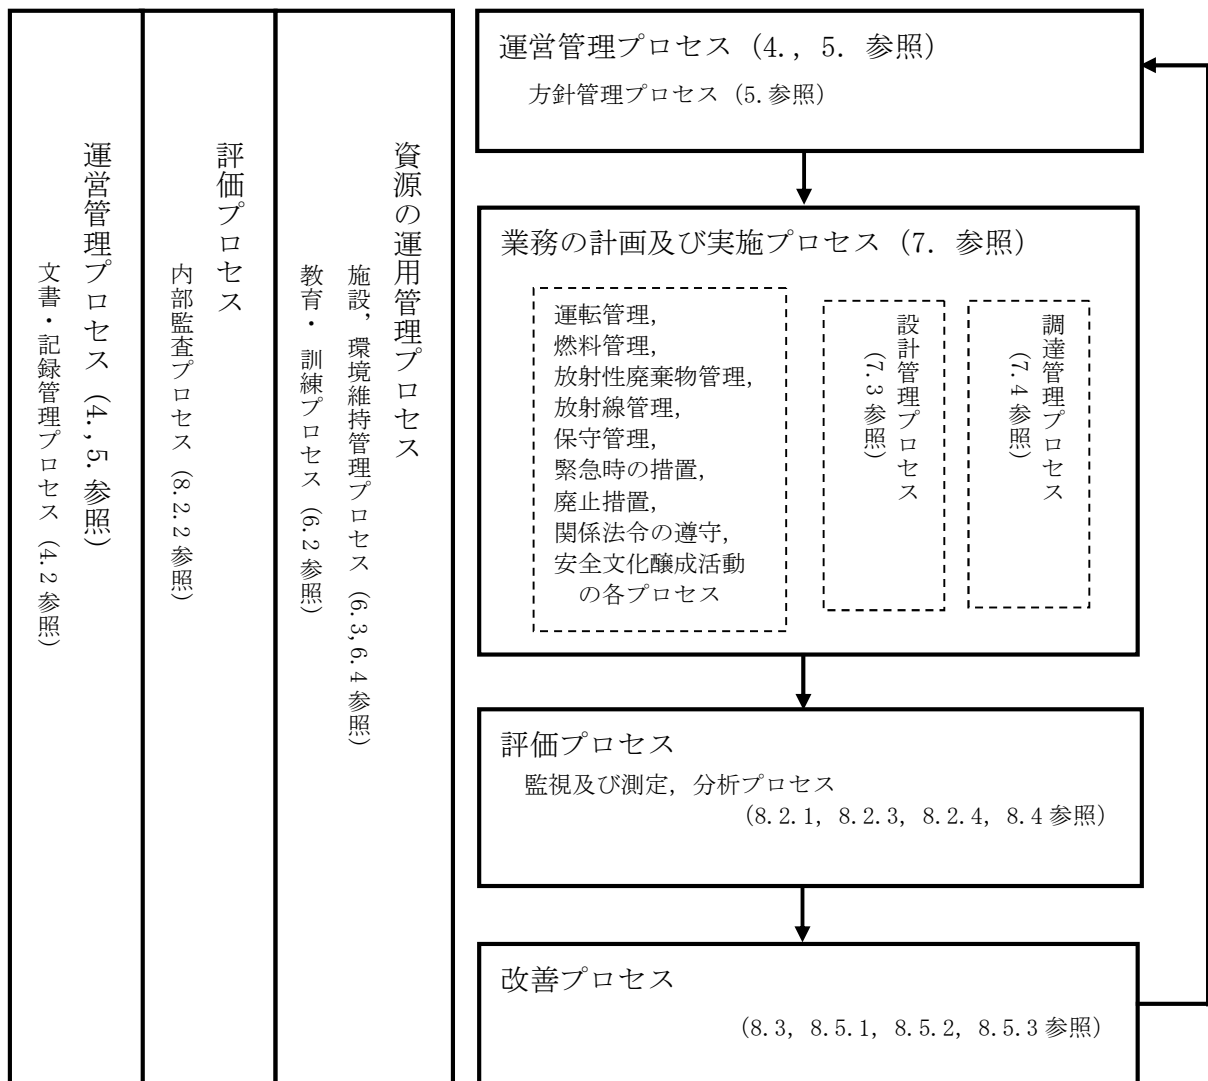 運営管理プロセス（4.，5．参照）
文書・記録管理プロセス（4.2参照）
評価プロセス
内部監査プロセス（8.2.2参照）
資源の運用管理プロセス
施設，環境維持管理プロセス（6.3,6.4参照）
教育・ 訓練プロセス（6.2参照）
運営管理プロセス（4.，5．参照）
方針管理プロセス（5.参照）
業務の計画及び実施プロセス（7．参照）
運転管理，
燃料管理，
放射性廃棄物管理，
放射線管理，
保守管理，
緊急時の措置，
廃止措置，
関係法令の遵守，
安全文化醸成活動
の各プロセス
設計管理プロセス
（7.3参照）
調達管理プロセス
（7.4参照）
評価プロセス
監視及び測定，分析プロセス
（8.2.1，8.2.3，8.2.4，8.4参照）
改善プロセス
（8.3，8.5.1，8.5.2，8.5.3参照）